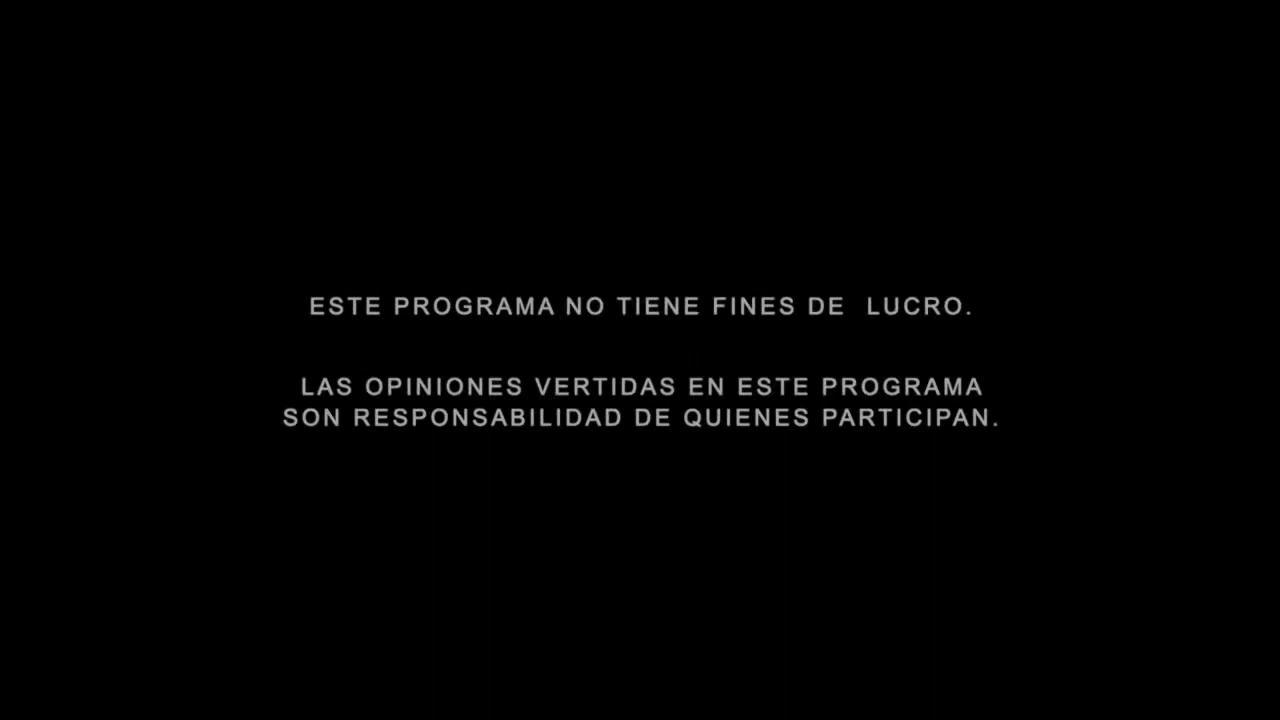 ESTE PROGRAMA NO TIENE FINES DE  LUCRO.
LAS OPINIONES VERTIDAS EN ESTE PROGRAMA
SON RESPONSABILIDAD DE QUIENES PARTICIPAN.